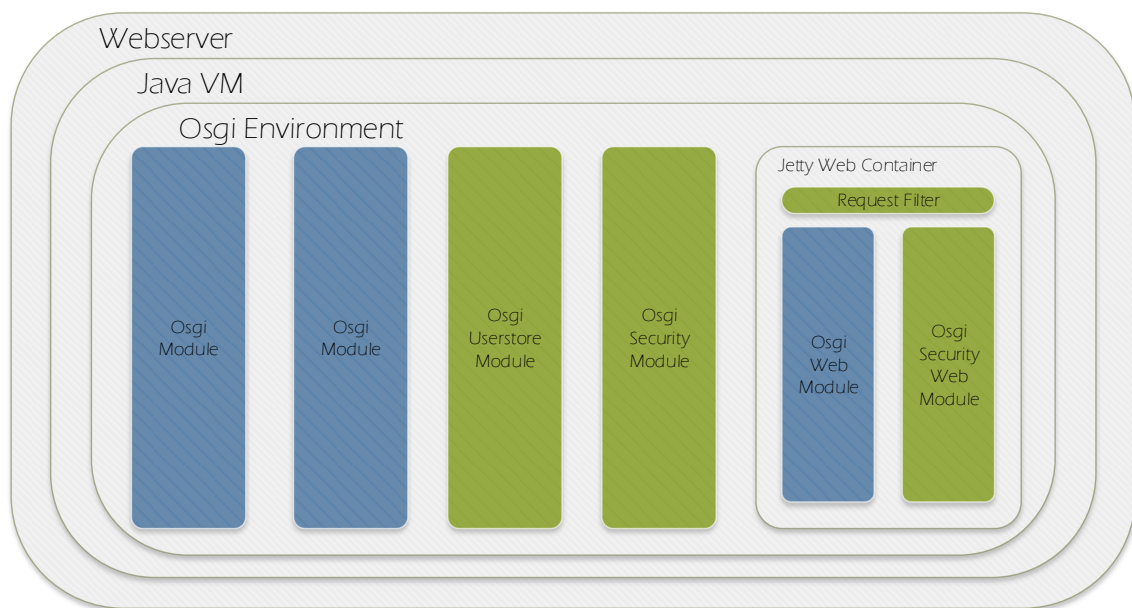 Webserver
Java VM
Osgi Environment
Osgi
Module
Osgi
Module
Osgi
Userstore
Module
Osgi
Security
Module
Jetty Web Container
Request Filter
Osgi
Web
Module
Osgi
Security
Web
Module